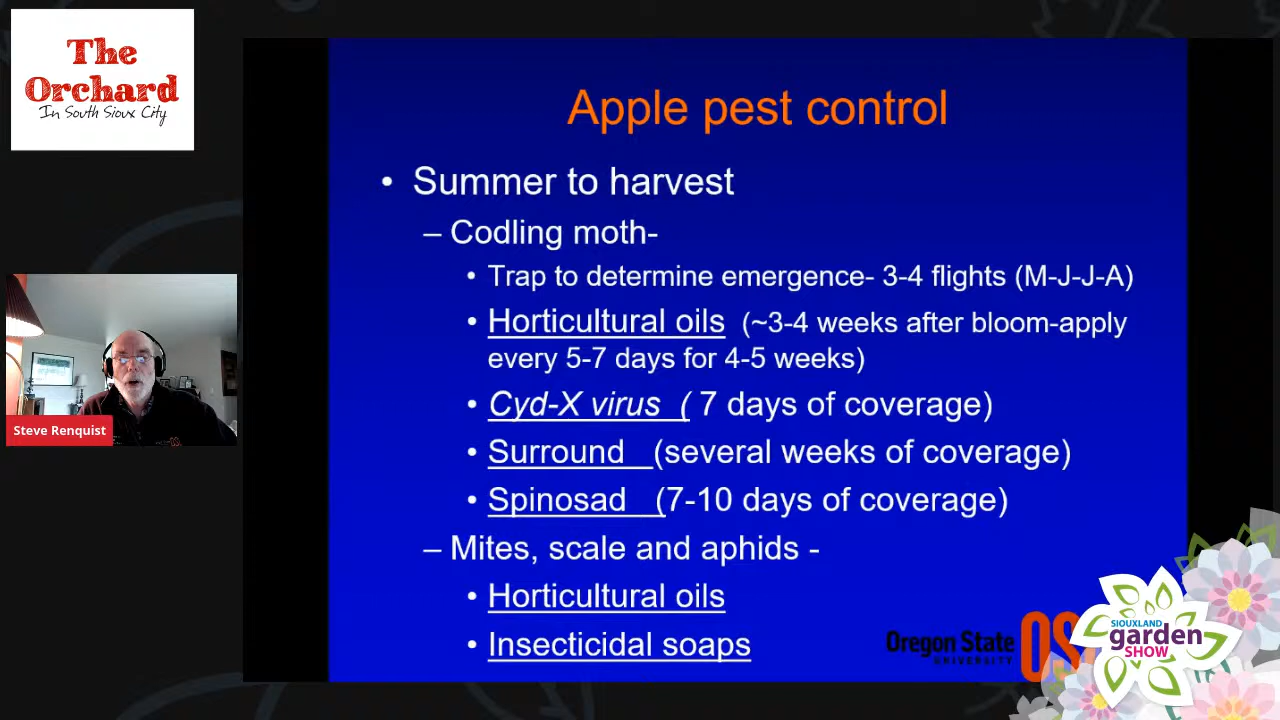 The
Orchard
In South Sioux City
Apple pest control
• Summer to harvest
– Codling moth-
• Trap to determine emergence- 3-4 flights (M-J-J-A)
• Horticultural oils (~3-4 weeks after bloom-apply
every 5-7 days for 4-5 weeks)
• Cyd-X virus ( 7 days of coverage)
• Surround (several weeks of coverage)
• Spinosad (7-10 days of coverage)
– Mites, scale and aphids -
• Horticultural oils
• Insecticidal soaps
Steve Renquist
Oregon State
UNIVERSITY
OS
SIOUXLAND
garden
SHOW